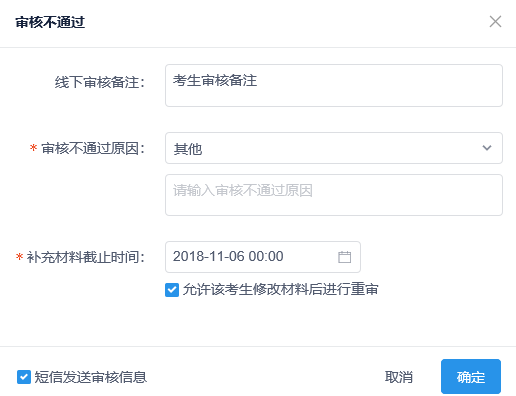 审核不通过
线下审核备注：
考生审核备注
* 审核不通过原因：
其他
请输入审核不通过原因
* 补充材料截止时间：
2018-11-06 00:00
允许该考生修改材料后进行重审
短信发送审核信息
取消
确定